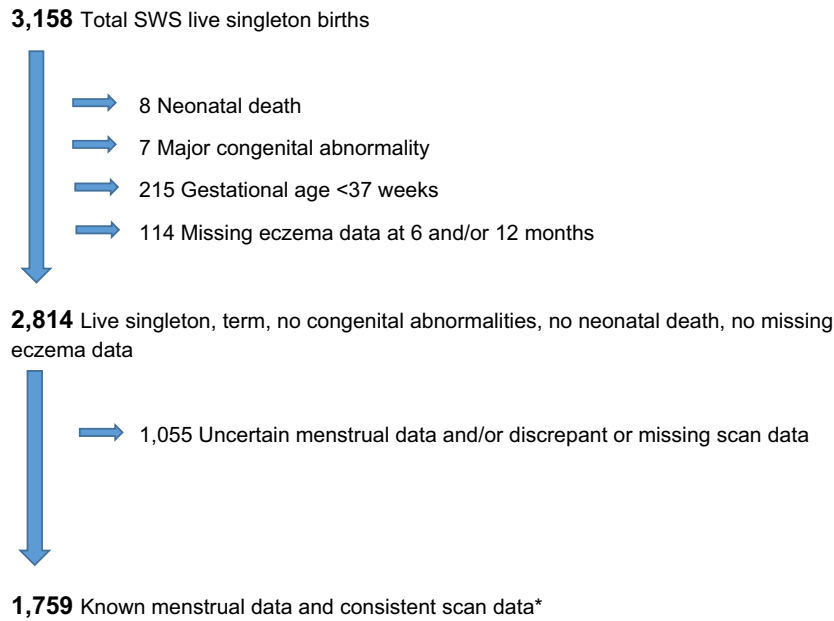 3,158 Total SWS live singleton births
8 Neonatal death
7 Major congenital abnormality
215 Gestational age <37 weeks
114 Missing eczema data at 6 and/or 12 months
2,814 Live singleton, term, no congenital abnormalities, no neonatal death, no missing
eczema data
1,055 Uncertain menstrual data and/or discrepant or missing scan data
1,759 Known menstrual data and consistent scan data*